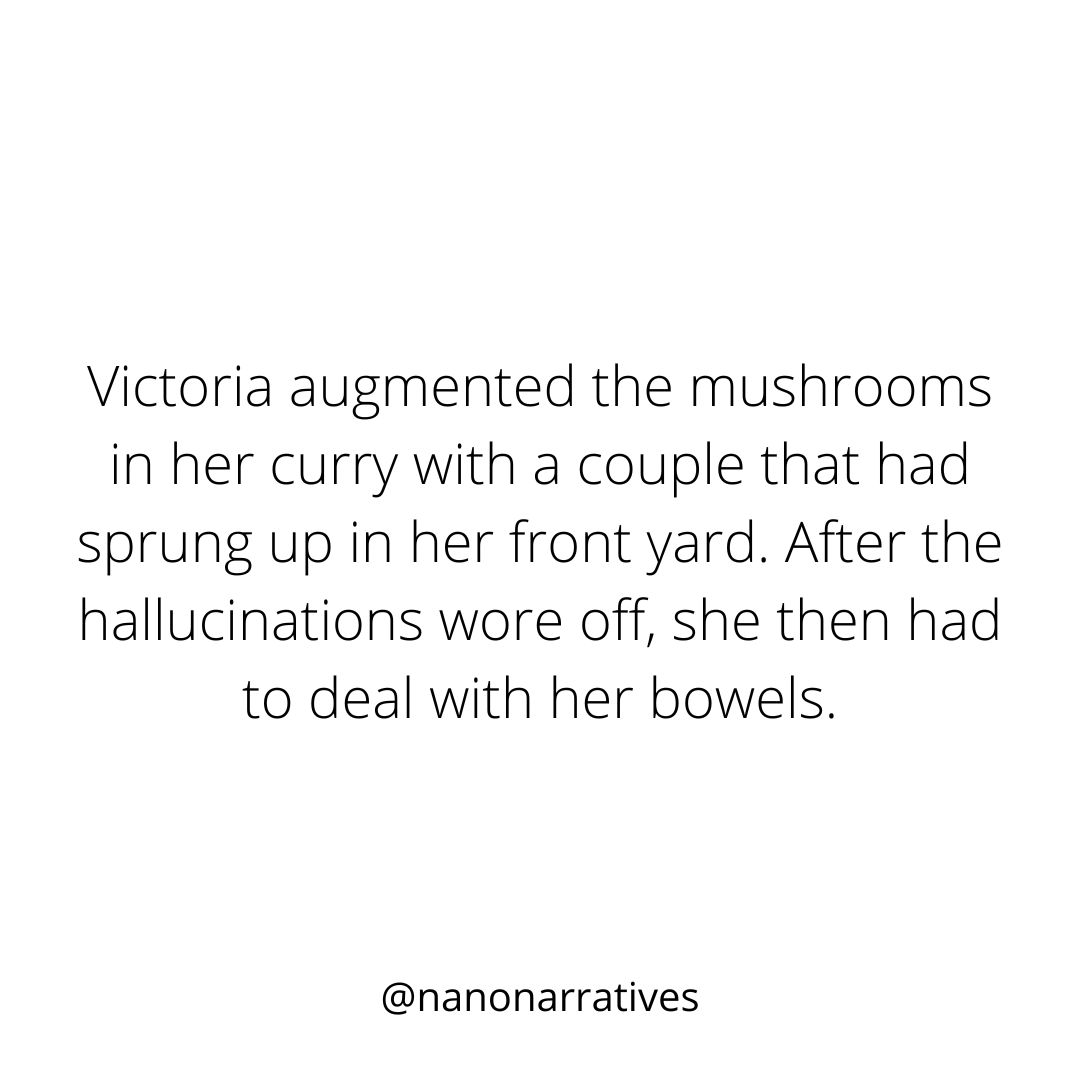 Victoria augmented the mushrooms
in her curry with a couple that had
sprung up in her front yard. After the
hallucinations wore off, she then had
to deal with her bowels.
@nanonarratives